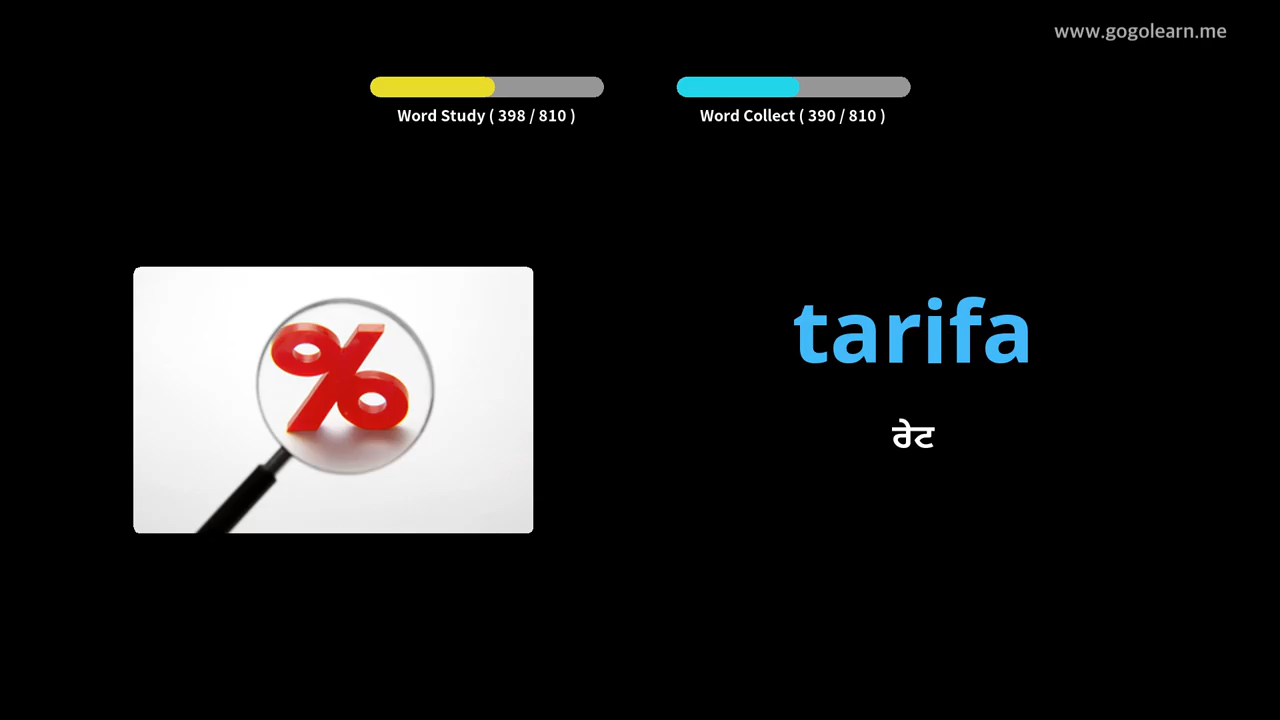 www.gogolearn.me
Word Study ( 398 / 810 )
Word Collect ( 390 / 810 )
%
tarifa
ਰੇਟ